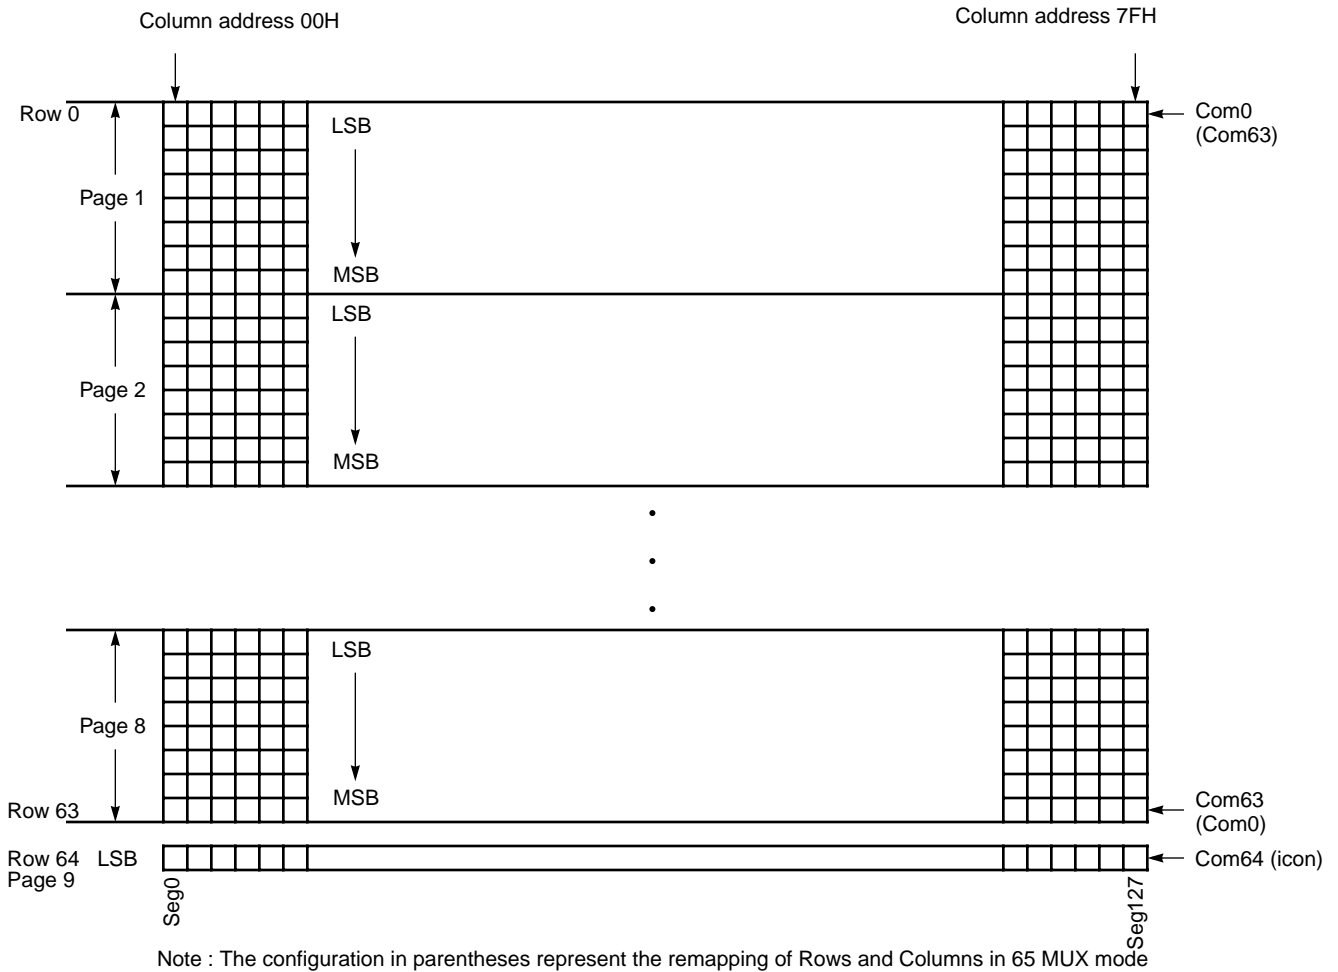 Column address 00H
Column address 7FH
Row 0
LSB
Com0
(Com63)
Page 1
MSB
LSB
Page 2
MSB
LSB
Page 8
MSB
Row 63
Com63
(Com0)
Row 64 LSB
Page 9
Com64 (icon)
Seg0
Seg127
Note : The configuration in parentheses represent the remapping of Rows and Columns in 65 MUX mode